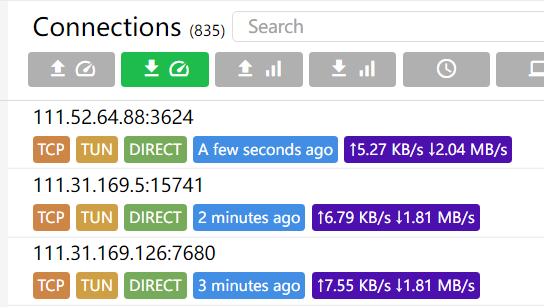 Connections (835) Search
111.52.64.88:3624
TCP TUN DIRECT A few seconds ago ↑5.27 KB/s ↓2.04 MB/s
111.31.169.5:15741
TCP TUN DIRECT 2 minutes ago ↑6.79 KB/s ↓1.81 MB/s
111.31.169.126:7680
TCP TUN DIRECT 3 minutes ago ↑7.55 KB/s ↓1.81 MB/s